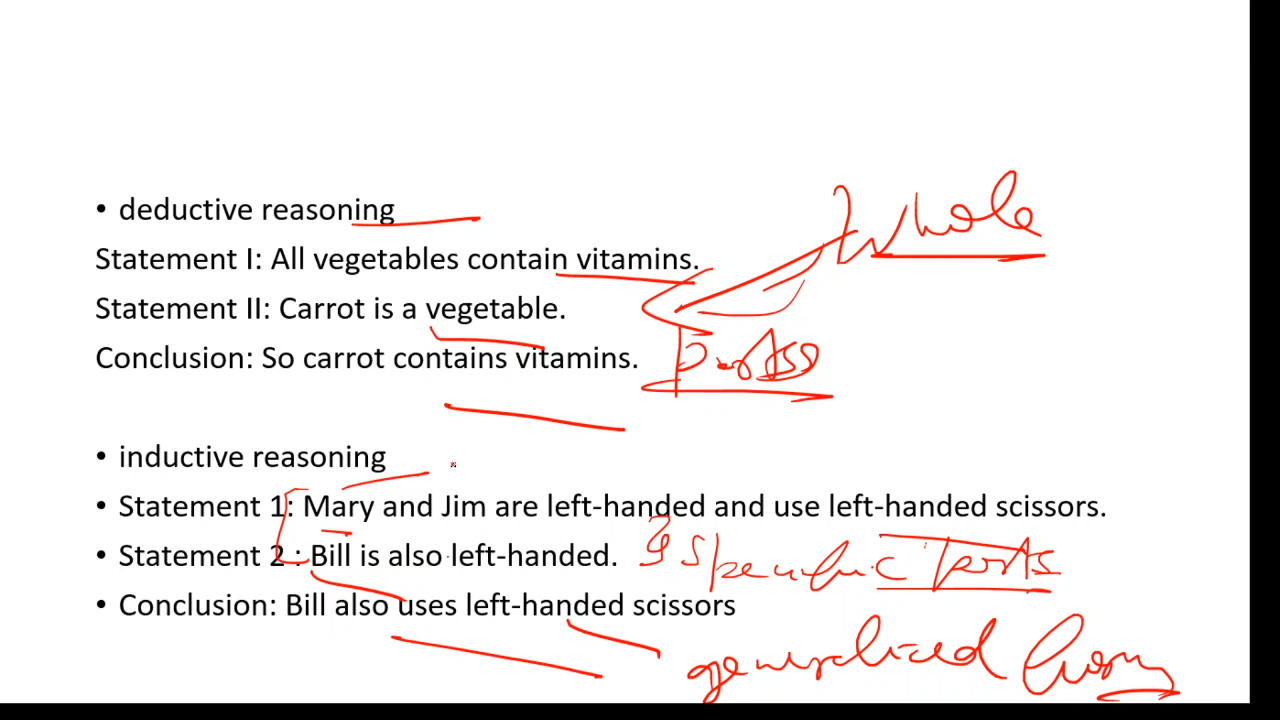 • deductive reasoning
Whole
Statement I: All vegetables contain vitamins.
Statement II: Carrot is a vegetable.
Conclusion: So carrot contains vitamins.
• inductive reasoning
• Statement 1: Mary and Jim are left-handed and use left-handed scissors.
• Statement 2 : Bill is also left-handed.
Specific parts
• Conclusion: Bill also uses left-handed scissors
generalized